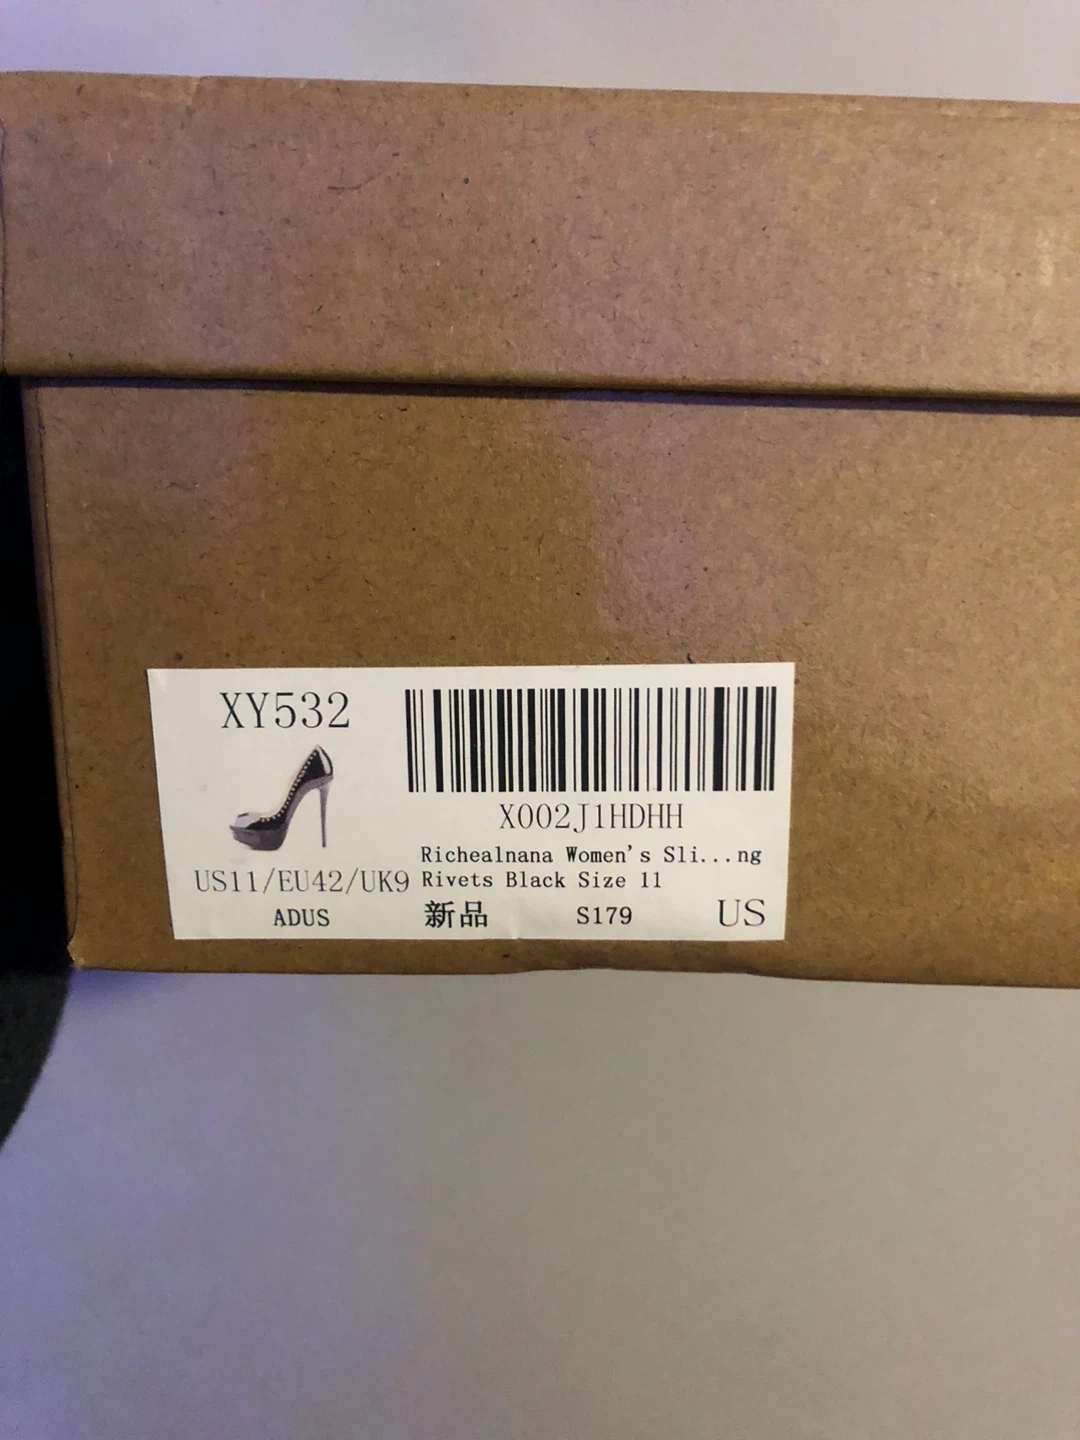 XY532
X002J1HDHH
Richealnana Women's Sli...ng
Rivets Black Size 11
US11/EU42/UK9
ADUS 新品 S179 US